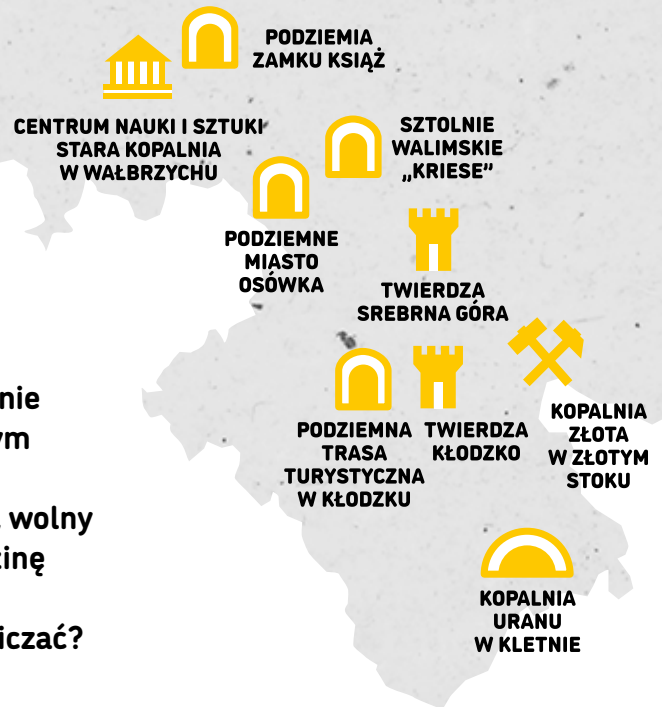 PODZIEMIA
ZAMKU KSIĄŻ
CENTRUM NAUKI I SZTUKI
STARA KOPALNIA
W WAŁBRZYCHU
SZTOLNIE
WALIMSKIE
„KRIESE”
PODZIEMNE
MIASTO
OSÓWKA
TWIERDZA
SREBRNA GÓRA
PODZIEMNA
TRASA
TURYSTYCZNA
W KŁODZKU
TWIERDZA
KŁODZKO
KOPALNIA
ZŁOTA
W ZŁOTYM
STOKU
KOPALNIA
URANU
W KLETNIE
nie
ym
wolny
inę
iczać?